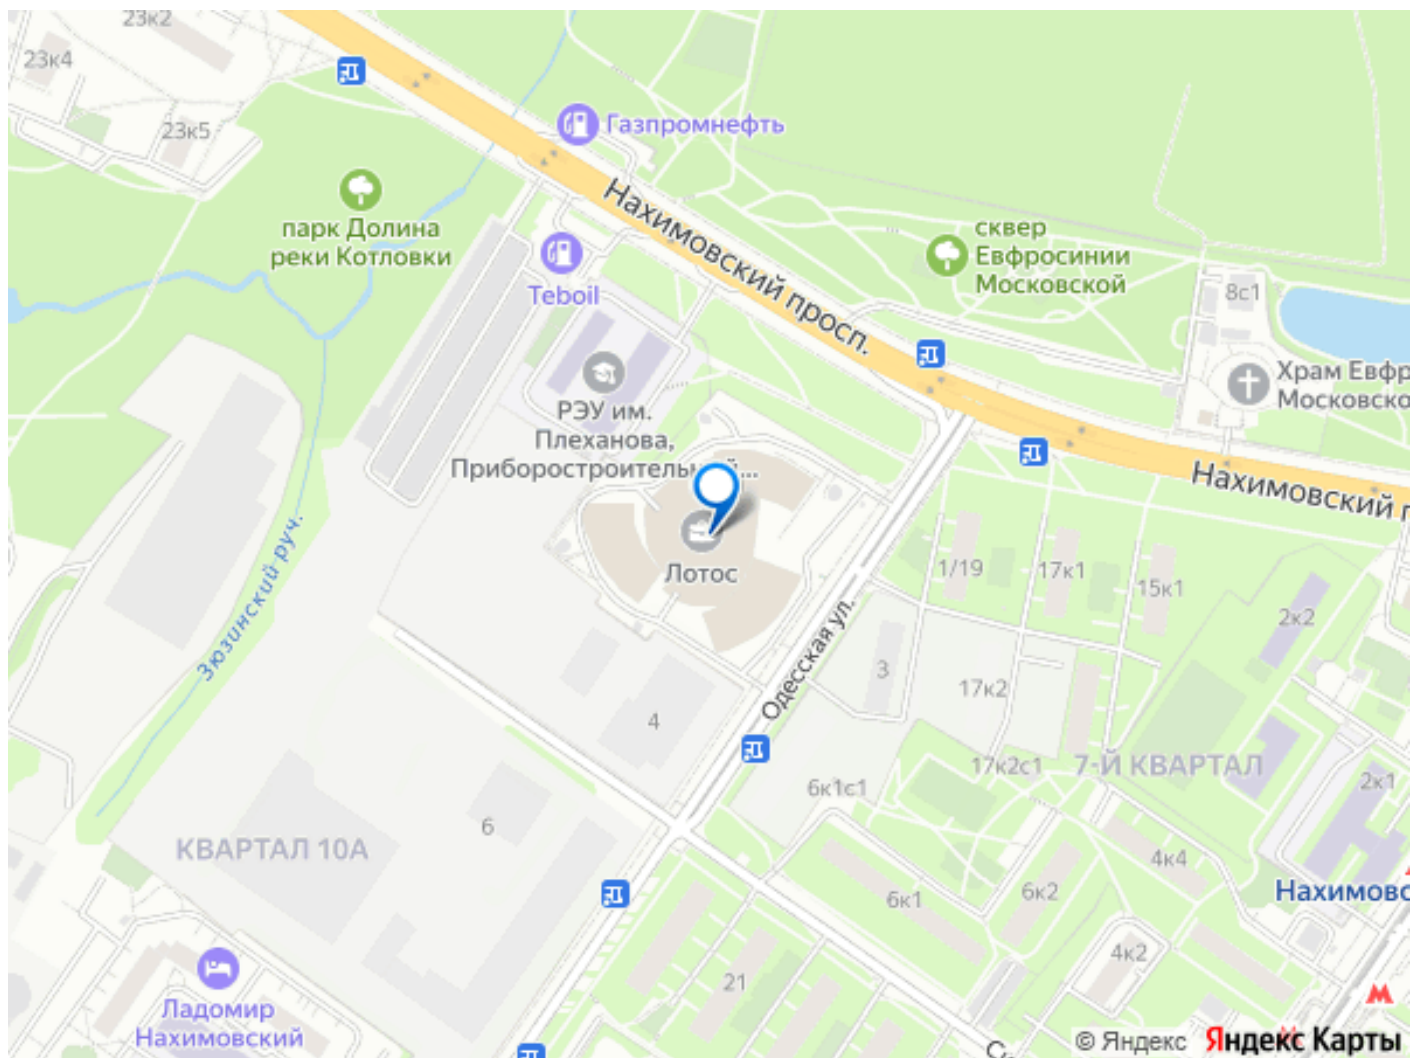 23к2
23к4
23к5
Газпромнефть
парк Долина
реки Котловки
Teboil
Нахимовский просп.
сквер
Евфросинии
Московской
8с1
Храм Евфр
Московско
РЭУ им.
Плеханова,
Приборостроительный...
Нахимовский п
Лотос
1/19
17к1
15к1
2к2
Зюзинский руч.
Одесская ул.
3
17к2
4
7-Й КВАРТАЛ
17к2с1
6к1с1
2к1
6
КВАРТАЛ 10А
4к4
6к1
6к2
Нахимовс
4к2
21
Ладомир
Нахимовский
© Яндекс Яндекс Карты